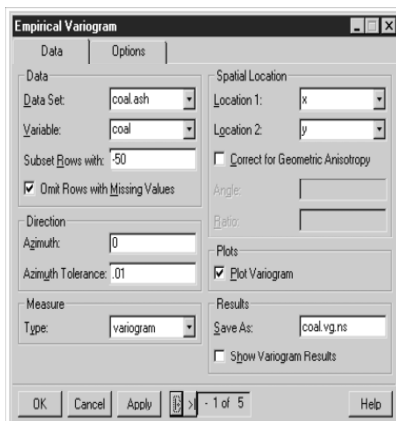 Empirical Variogram
Data
Options
Data
Data Set:
coal.ash
Variable:
coal
Subset Rows with:
-50
Omit Rows with Missing Values
Direction
Azimuth:
0
Azimuth Tolerance:
.01
Measure
Type:
variogram
Spatial Location
Location 1:
x
Location 2:
y
Correct for Geometric Anisotropy
Angle:
Ratio:
Plots
Plot Variogram
Results
Save As:
coal.vg.ns
Show Variogram Results
OK
Cancel
Apply
- 1 of 5
Help